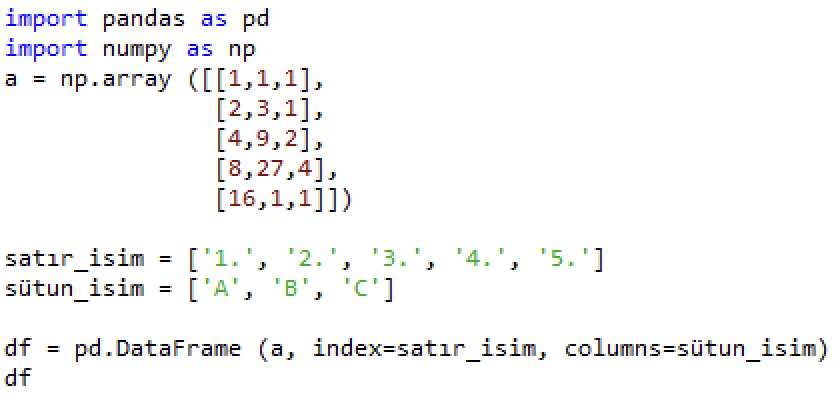 import pandas as pd
import numpy as np
a = np.array ([[1,1,1],
[2,3,1],
[4,9,2],
[8,27,4],
[16,1,1]])
satır_isim = ['1.', '2.', '3.', '4.', '5.']
sütun_isim = ['A', 'B', 'C']
df = pd.DataFrame (a, index=satır_isim, columns=sütun_isim)
df